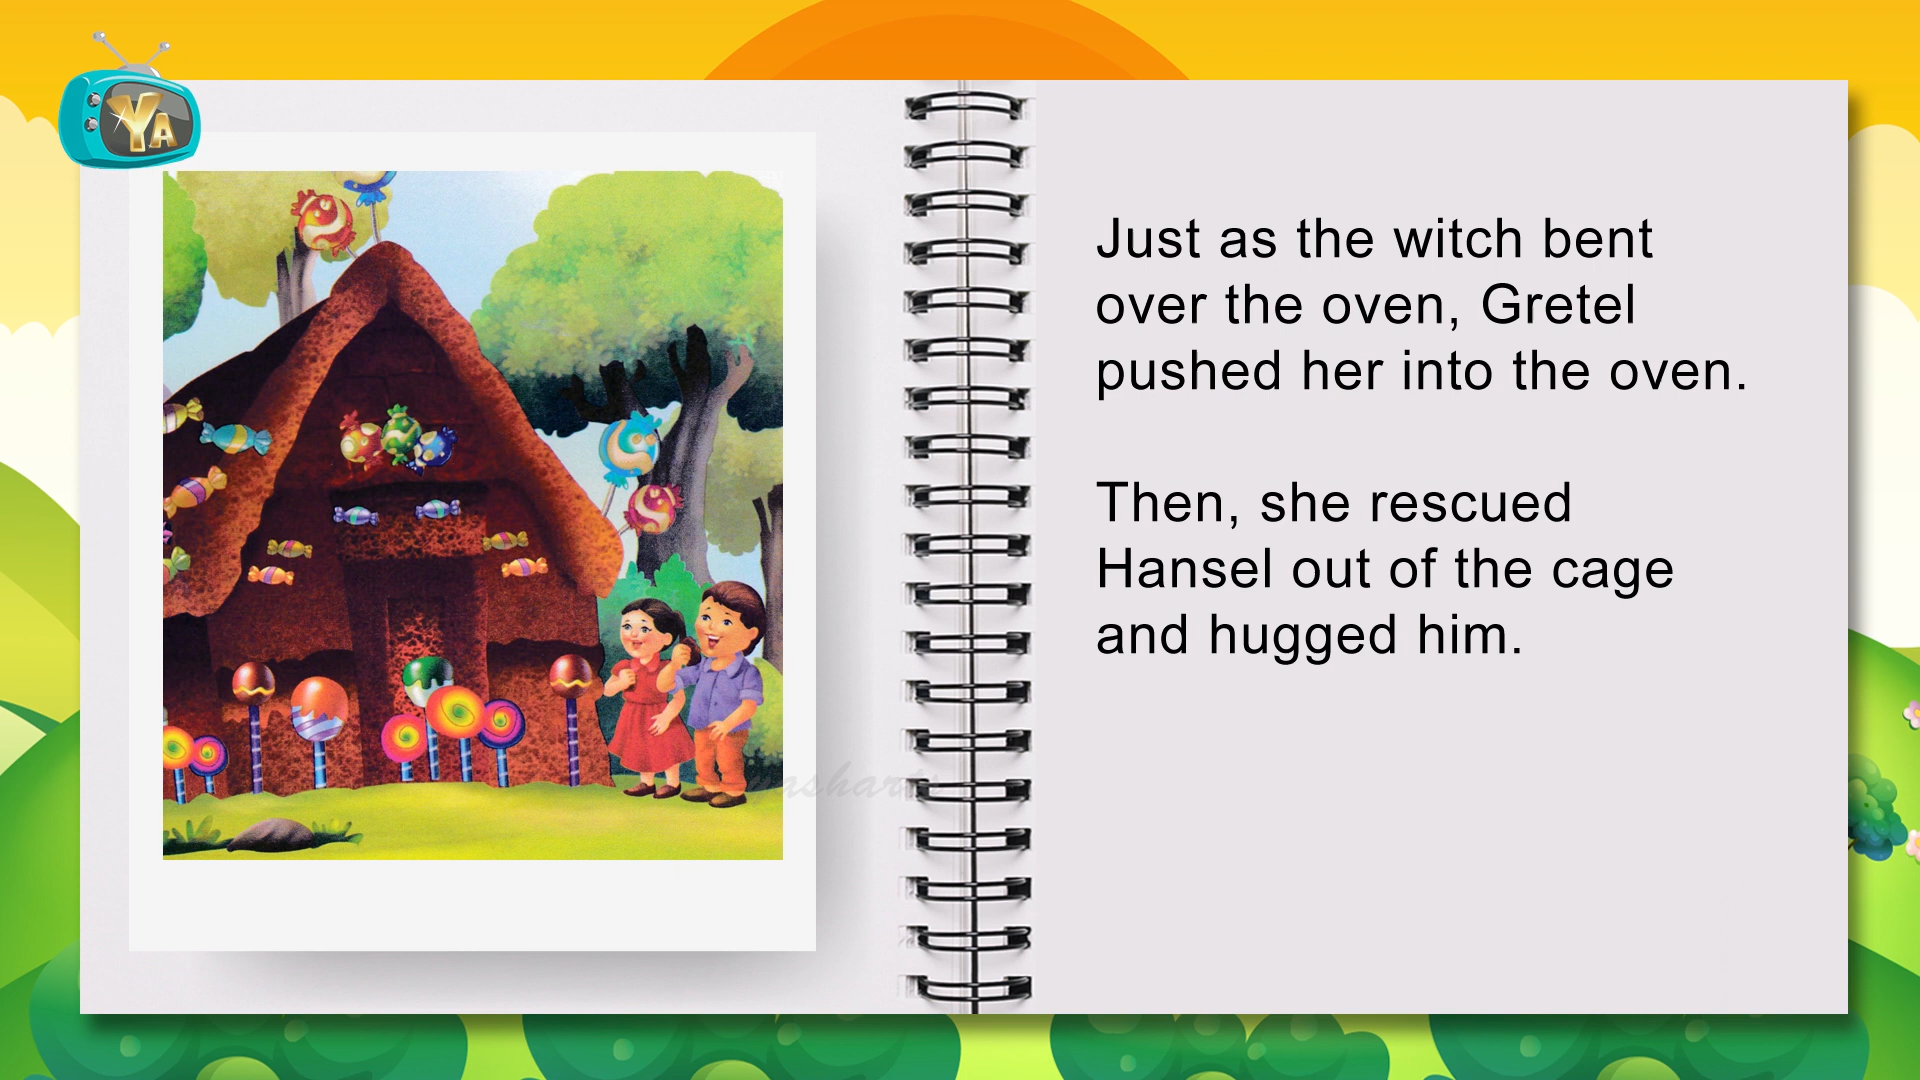 YA
Just as the witch bent
over the oven, Gretel
pushed her into the oven.
Then, she rescued
Hansel out of the cage
and hugged him.